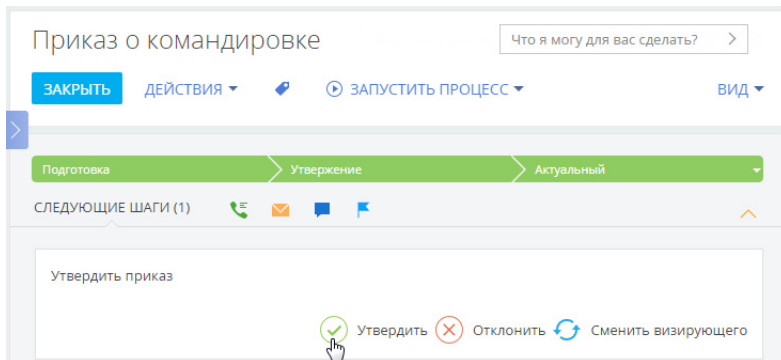 Приказ о командировке
Что я могу для вас сделать?
ЗАКРЫТЬ ДЕЙСТВИЯ ЗАПУСТИТЬ ПРОЦЕСС ВИД
Подготовка Утвержение Актуальный
СЛЕДУЮЩИЕ ШАГИ (1)
Утвердить приказ
Утвердить Отклонить Сменить визирующего